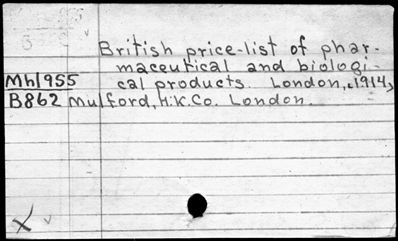 British price-list of phar-
maceutical and biologi-
Mh1955 cal products. London, c1914,
B862 Mulford, H.K. Co. London.
X